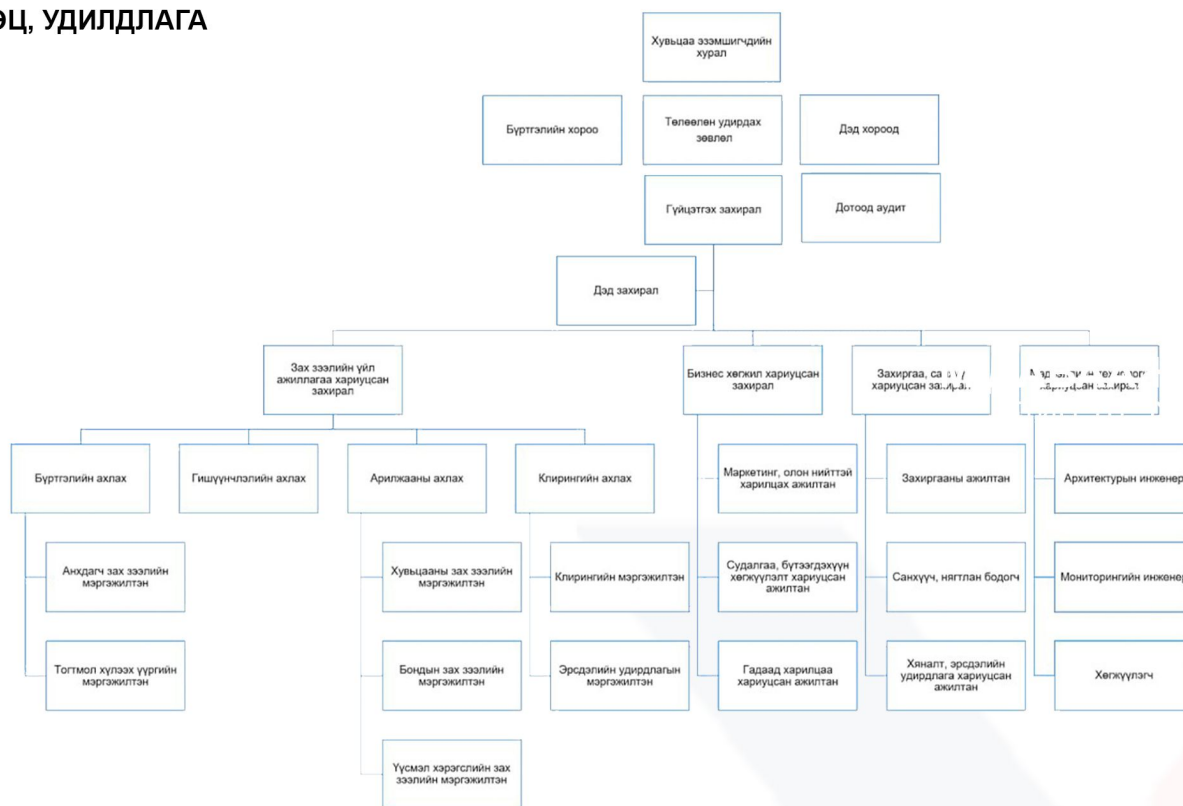 ЭЦ, УДИЛДЛАГА
Хувьцаа эзэмшигчдийн
хурал
Бүртгэлийн хороо
Төлөөлөн удирдах
зөвлөл
Дэд хороод
Гүйцэтгэх захирал
Дотоод аудит
Дэд захирал
Зах зээлийн үйл
ажиллагаа хариуцсан
захирал
Бизнес хөгжил хариуцсан
захирал
Захиргаа,
хариуцсан
хариуцсан захирал
Бүртгэлийн ахлах
Гишүүнчлэлийн ахлах
Арилжааны ахлах
Клирингийн ахлах
Маркетинг, олон нийттэй
харилцах ажилтан
Захиргааны ажилтан
Архитектурын инженер
Анхдагч зах зээлийн
мэргэжилтэн
Хувьцааны зах зээлийн
мэргэжилтэн
Клирингийн мэргэжилтэн
Судалгаа, бүтээгдэхүүн
хөгжүүлэлт хариуцсан
ажилтан
Санхүүч, нягтлан бодогч
Мониторингийн инженер
Тогтмол хүлээх үүргийн
мэргэжилтэн
Бондын зах зээлийн
мэргэжилтэн
Эрсдэлийн удирдлагын
мэргэжилтэн
Гадаад харилцаа
хариуцсан ажилтан
Хяналт, эрсдэлийн
удирдлага хариуцсан
ажилтан
Хөгжүүлэгч
Үүсмэл хэрэгслийн зах
зээлийн мэргэжилтэн